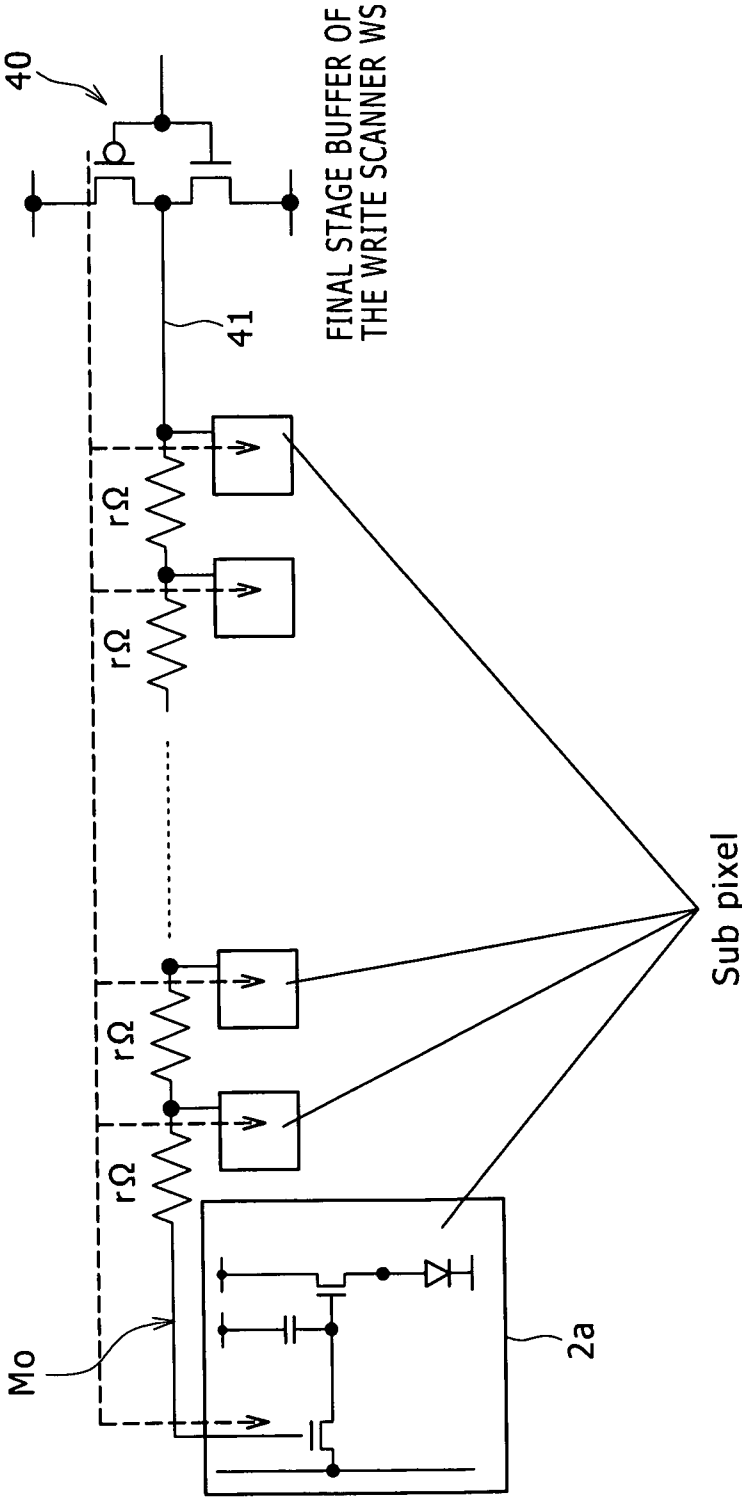 40
FINAL STAGE BUFFER OF
THE WRITE SCANNER WS
41
rΩ
rΩ
rΩ
rΩ
Mo
2a
Sub pixel